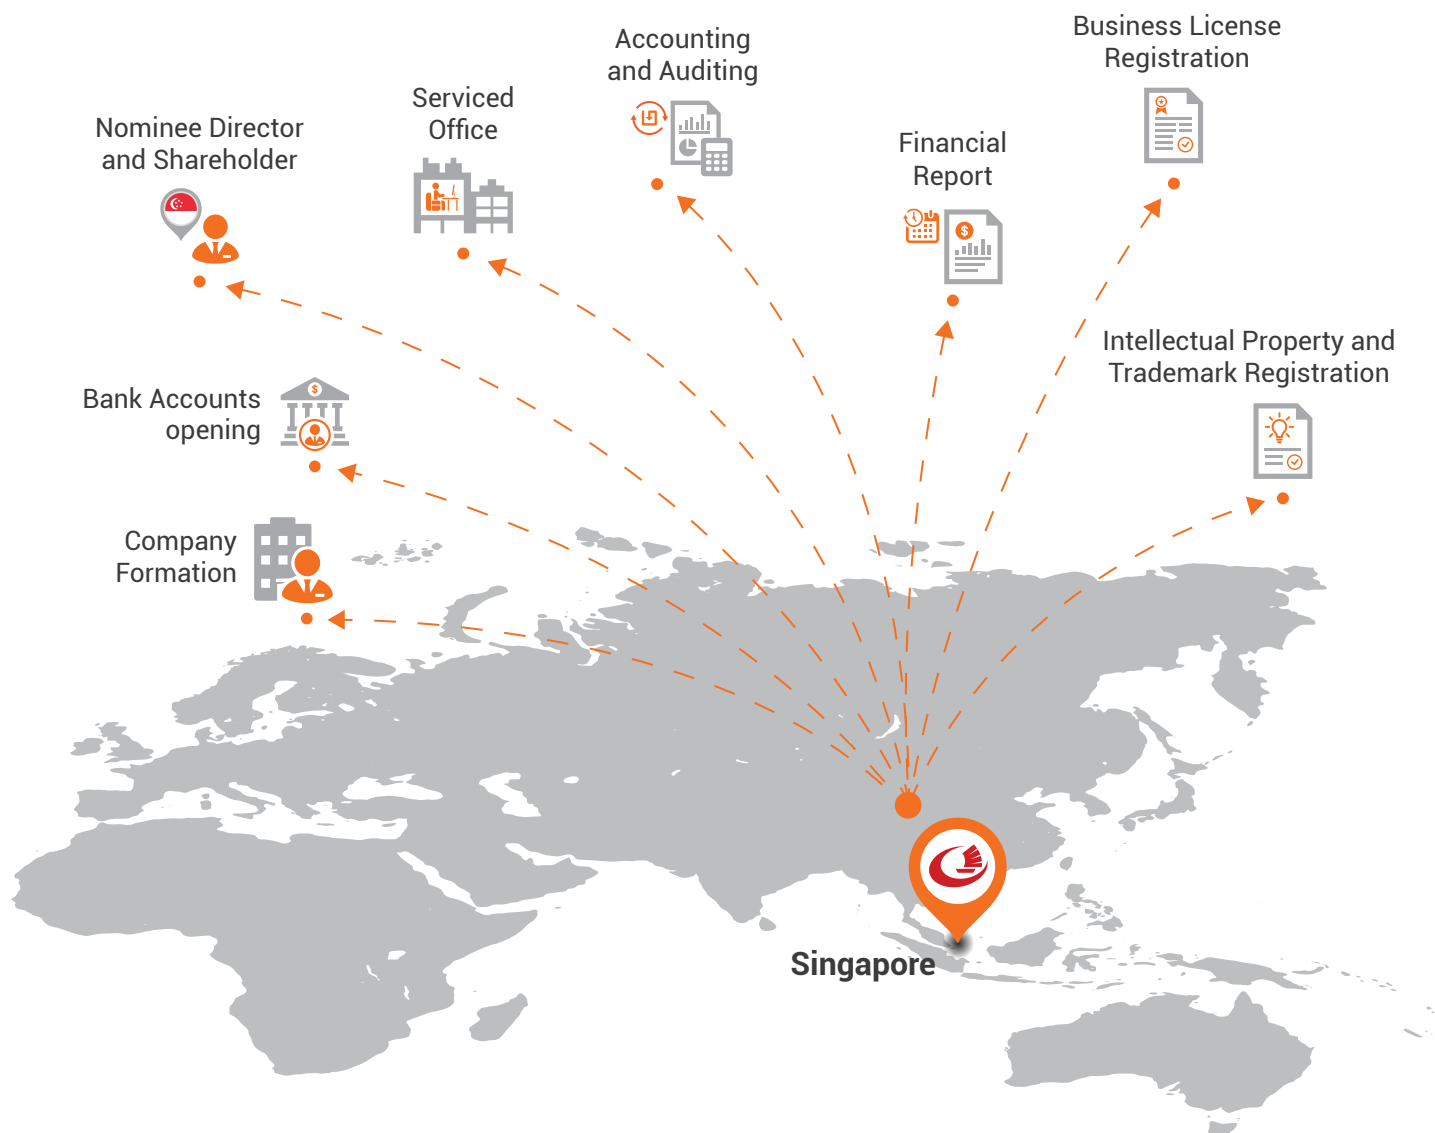 Business License
Registration
Accounting
and Auditing
Serviced
Office
Nominee Director
and Shareholder
Financial
Report
Intellectual Property and
Trademark Registration
Bank Accounts
opening
Company
Formation
Singapore